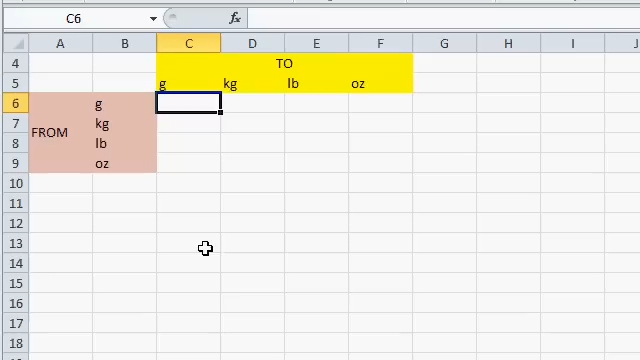 C6 fx
A B C D E F G H I J
4 TO
5 g kg lb oz
6 g
7 kg
FROM
8 lb
9 oz
10
11
12
13
14
15
16
17
18